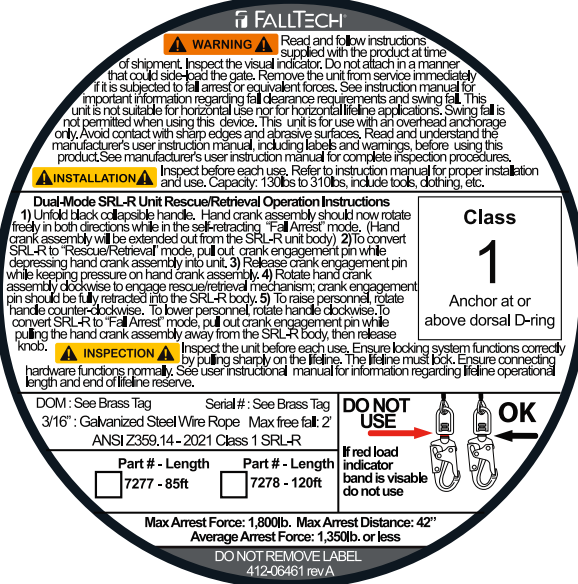 FALLTECH®
WARNING Read and follow instructions
supplied with the product at time
of shipment. Inspect the visual indicator. Do not attach in a manner
that could side-load the gate. Remove the unit from service immediately
if it is subjected to fall arrest or equivalent forces. See instruction manual for
important information regarding fall clearance requirements and swing fall. This
unit is not suitable for horizontal use nor for horizontal lifeline applications. Swing fall is
not permitted when using this device. This unit is for use with an overhead anchorage
only. Avoid contact with sharp edges and abrasive surfaces. Read and understand the
manufacturer's user instruction manual, including labels and warnings, before using this
product.See manufacturer's user instruction manual for complete inspection procedures.
INSTALLATION Inspect before each use. Refer to instruction manual for proper installation
and use. Capacity: 130lbs to 310lbs, include tools, clothing, etc.
Dual-Mode SRL-R Unit Rescue/Retrieval Operation Instructions
1) Unfold black collapsible handle. Hand crank assembly should now rotate
freely in both directions while in the self-retracting "Fall Arrest" mode. (Hand
crank assembly will be extended out from the SRL-R unit body) 2)To convert
SRL-R to "Rescue/Retrieval" mode, pull out crank engagement pin while
depressing hand crank assembly into unit. 3) Release crank engagement pin
while keeping pressure on hand crank assembly. 4) Rotate hand crank
assembly clockwise to engage rescue/retrieval mechanism; crank engagement
pin should be fully retracted into the SRL-R body. 5) To raise personnel, rotate
handle counter-clockwise. To lower personnel, rotate handle clockwise.To
convert SRL-R to "Fall Arrest" mode, pull out crank engagement pin while
pulling the hand crank assembly away from the SRL-R body, then release
knob.
Class
1
Anchor at or
above dorsal D-ring
INSPECTION Inspect the unit before each use. Ensure locking system functions correctly
by pulling sharply on the lifeline. The lifeline must lock. Ensure connecting
hardware functions normally. See user instructional manual for information regarding lifeline operational
length and end of lifeline reserve.
DOM : See Brass Tag Serial # : See Brass Tag
3/16" : Galvanized Steel Wire Rope Max free fall: 2'
ANSI Z359.14 - 2021 Class 1 SRL-R
Part # - Length
7277 - 85ft
Part # - Length
7278 - 120ft
DO NOT
USE
OK
If red load
indicator
band is visable
do not use
Max Arrest Force: 1,800lb. Max Arrest Distance: 42"
Average Arrest Force: 1,350lb. or less
DO NOT REMOVE LABEL
412-06461 rev A